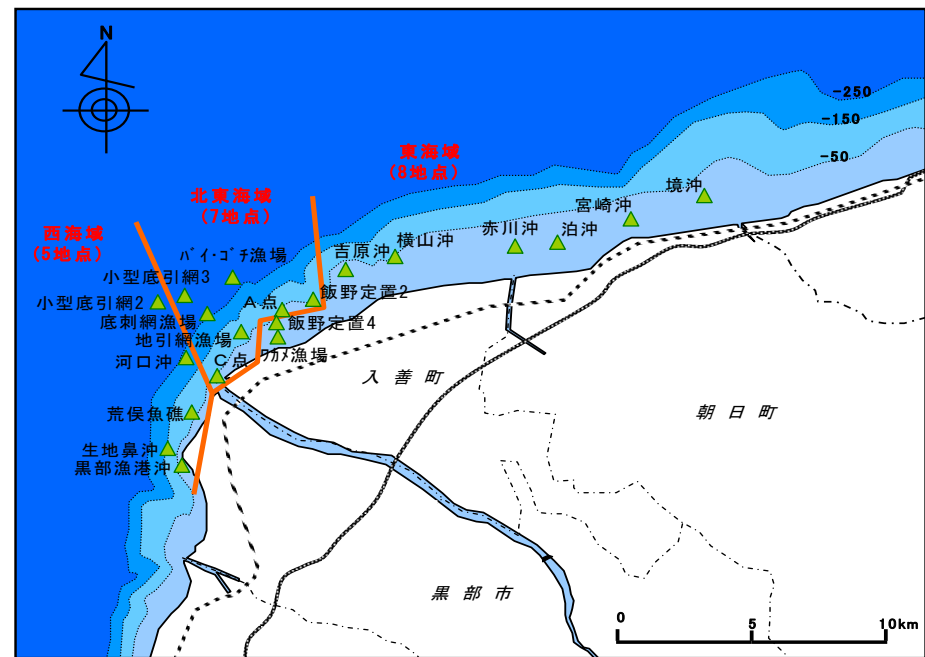 N
-250
-150
-50
東海域
(8地点)
北東海域
(7地点)
西海域
(5地点)
境沖
宮崎沖
泊沖
赤川沖
横山沖
吉原沖
バイ・ゴチ漁場
小型底引網3
小型底引網2
A点
飯野定置2
底刺網漁場
飯野定置4
地引網漁場
ワカメ漁場
河口沖
C点
荒俣魚礁
生地鼻沖
黒部漁港沖
入善町
朝日町
黒部市
0 5 10km